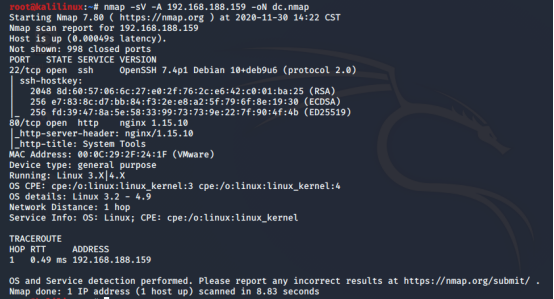 root@kalilinux:~# nmap -sV -A 192.168.188.159 -oN dc.nmap
Starting Nmap 7.80 ( https://nmap.org ) at 2020-11-30 14:22 CST
Nmap scan report for 192.168.188.159
Host is up (0.00049s latency).
Not shown: 998 closed ports
PORT   STATE SERVICE VERSION
22/tcp open  ssh     OpenSSH 7.4p1 Debian 10+deb9u6 (protocol 2.0)
| ssh-hostkey:
|   2048 8d:60:57:06:6c:27:e0:2f:76:2c:e6:42:c0:01:ba:25 (RSA)
|   256 e7:83:8c:d7:bb:84:f3:2e:e8:a2:5f:79:6f:8e:19:30 (ECDSA)
|_  256 fd:39:47:8a:5e:58:33:99:73:73:9e:22:7f:90:4f:4b (ED25519)
80/tcp open  http    nginx 1.15.10
|_http-server-header: nginx/1.15.10
|_http-title: System Tools
MAC Address: 00:0C:29:2F:24:1F (VMware)
Device type: general purpose
Running: Linux 3.X|4.X
OS CPE: cpe:/o:linux:linux_kernel:3 cpe:/o:linux:linux_kernel:4
OS details: Linux 3.2 - 4.9
Network Distance: 1 hop
Service Info: OS: Linux; CPE: cpe:/o:linux:linux_kernel
TRACEROUTE
HOP RTT     ADDRESS
1   0.49 ms 192.168.188.159
OS and Service detection performed. Please report any incorrect results at https://nmap.org/submit/ .
Nmap done: 1 IP address (1 host up) scanned in 8.83 seconds